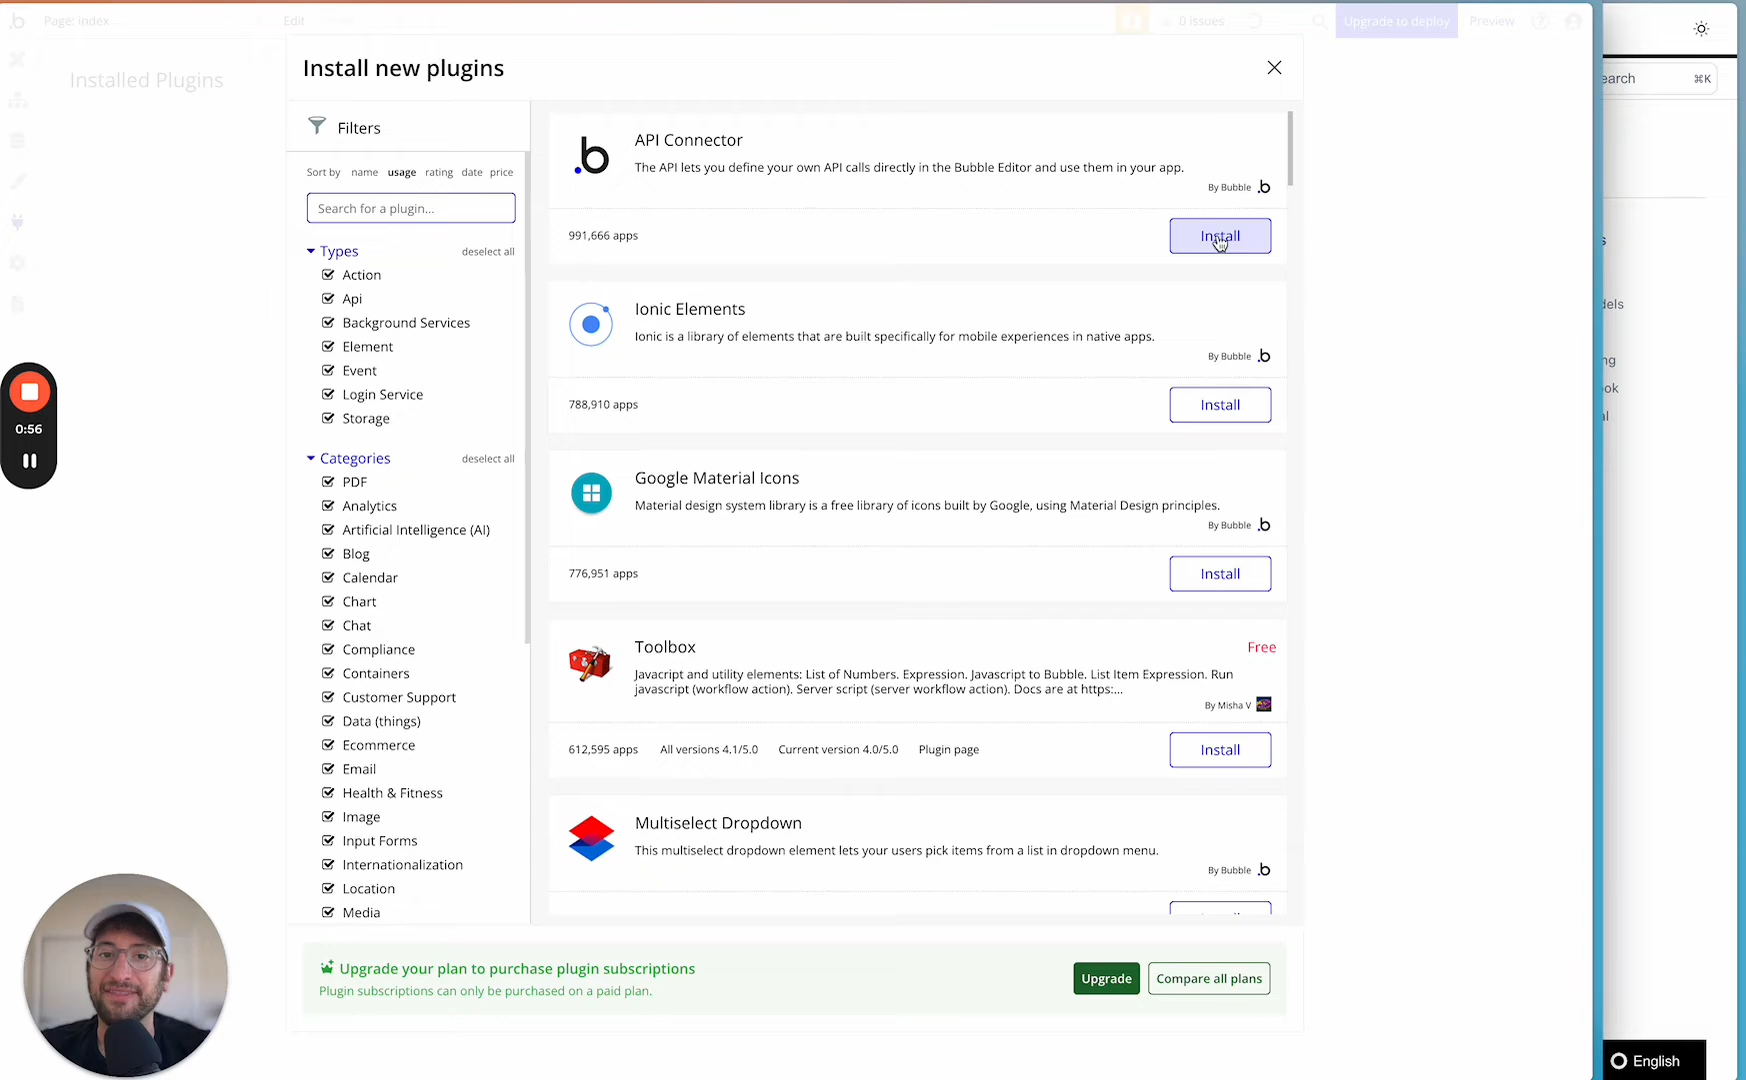 Page: index
Edit
0 issues
Upgrade to deploy
Preview
Installed Plugins
Install new plugins
Filters
Sort by name usage rating date price
Search for a plugin...
Types deselect all
Action
Api
Background Services
Element
Event
Login Service
Storage
Categories deselect all
PDF
Analytics
Artificial Intelligence (AI)
Blog
Calendar
Chart
Chat
Compliance
Containers
Customer Support
Data (things)
Ecommerce
Email
Health & Fitness
Image
Input Forms
Internationalization
Location
Media
.b
API Connector
The API lets you define your own API calls directly in the Bubble Editor and use them in your app.
By Bubble .b
991,666 apps
Install
Ionic Elements
Ionic is a library of elements that are built specifically for mobile experiences in native apps.
By Bubble .b
788,910 apps
Install
Google Material Icons
Material design system library is a free library of icons built by Google, using Material Design principles.
By Bubble .b
776,951 apps
Install
Toolbox
Free
Javacript and utility elements: List of Numbers. Expression. Javascript to Bubble. List Item Expression. Run
javascript (workflow action). Server script (server workflow action). Docs are at https:...
By Misha V
612,595 apps All versions 4.1/5.0 Current version 4.0/5.0 Plugin page
Install
Multiselect Dropdown
This multiselect dropdown element lets your users pick items from a list in dropdown menu.
By Bubble .b
Upgrade your plan to purchase plugin subscriptions
Plugin subscriptions can only be purchased on a paid plan.
Upgrade
Compare all plans
0:56
earch ⌘K
English